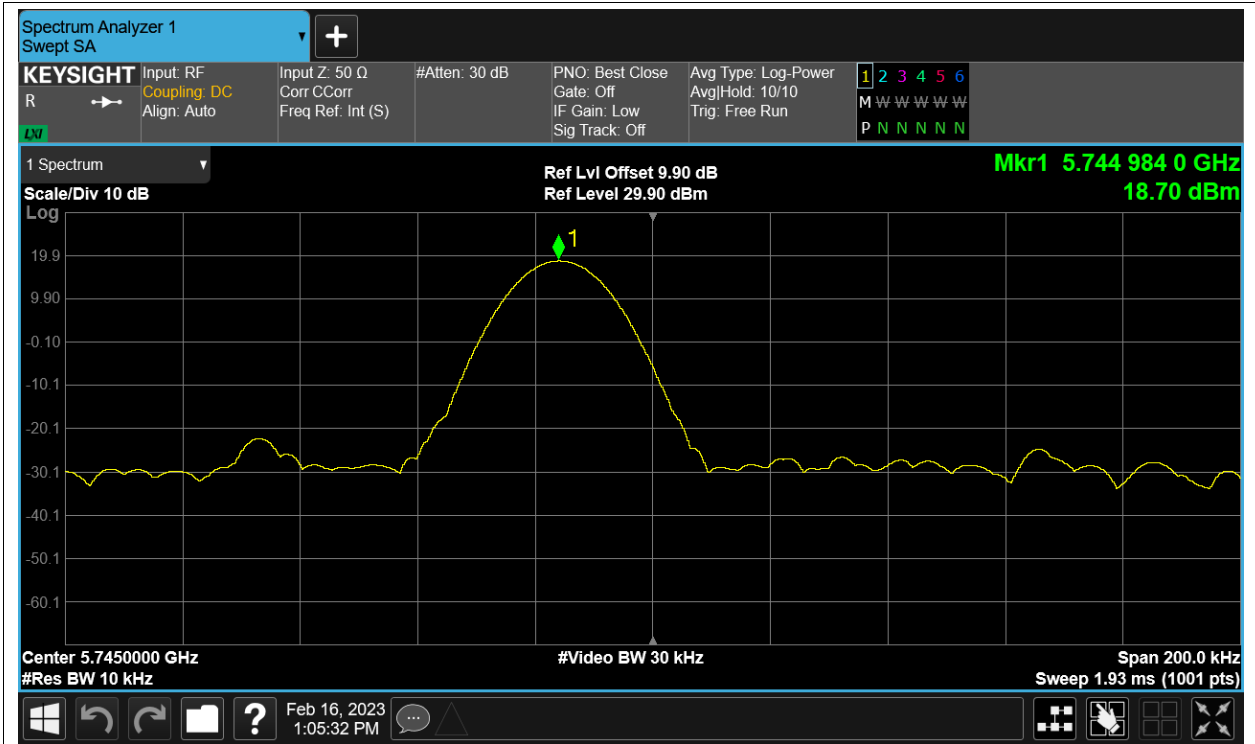 Spectrum Analyzer 1
Swept SA
KEYSIGHT
R
LXI
Input: RF
Coupling: DC
Align: Auto
Input Z: 50 Ω
Corr CCorr
Freq Ref: Int (S)
#Atten: 30 dB
PNO: Best Close
Gate: Off
IF Gain: Low
Sig Track: Off
Avg Type: Log-Power
Avg|Hold: 10/10
Trig: Free Run
1 2 3 4 5 6
M W W W W W
P N N N N N
1 Spectrum
Scale/Div 10 dB
Log
Ref Lvl Offset 9.90 dB
Ref Level 29.90 dBm
Mkr1 5.744 984 0 GHz
18.70 dBm
1
19.9
9.90
-0.10
-10.1
-20.1
-30.1
-40.1
-50.1
-60.1
Center 5.7450000 GHz
#Res BW 10 kHz
#Video BW 30 kHz
Span 200.0 kHz
Sweep 1.93 ms (1001 pts)
?
Feb 16, 2023
1:05:32 PM